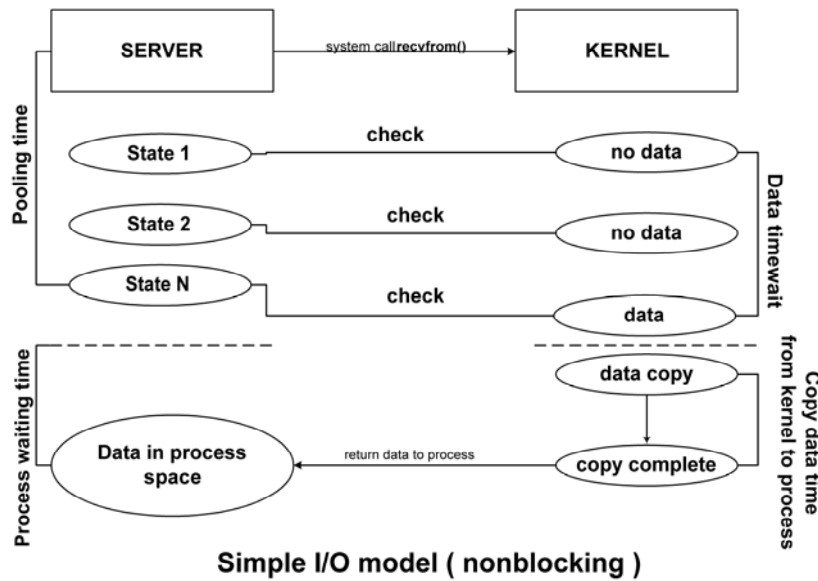 SERVER
system call recvfrom()
KERNEL
Pooling time
State 1
check
no data
State 2
check
no data
State N
check
data
Data timewait
Process waiting time
data copy
Data in process
space
return data to process
copy complete
Copy data time
from kernel to process
Simple I/O model ( nonblocking )